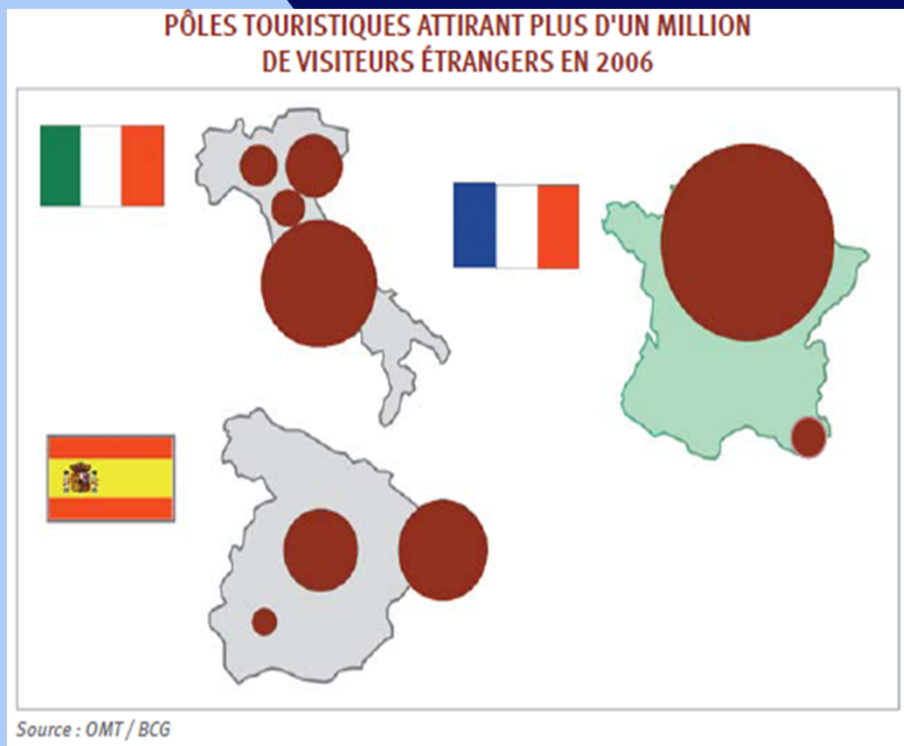 PÔLES TOURISTIQUES ATTIRANT PLUS D'UN MILLION
DE VISITEURS ÉTRANGERS EN 2006
Source : OMT / BCG